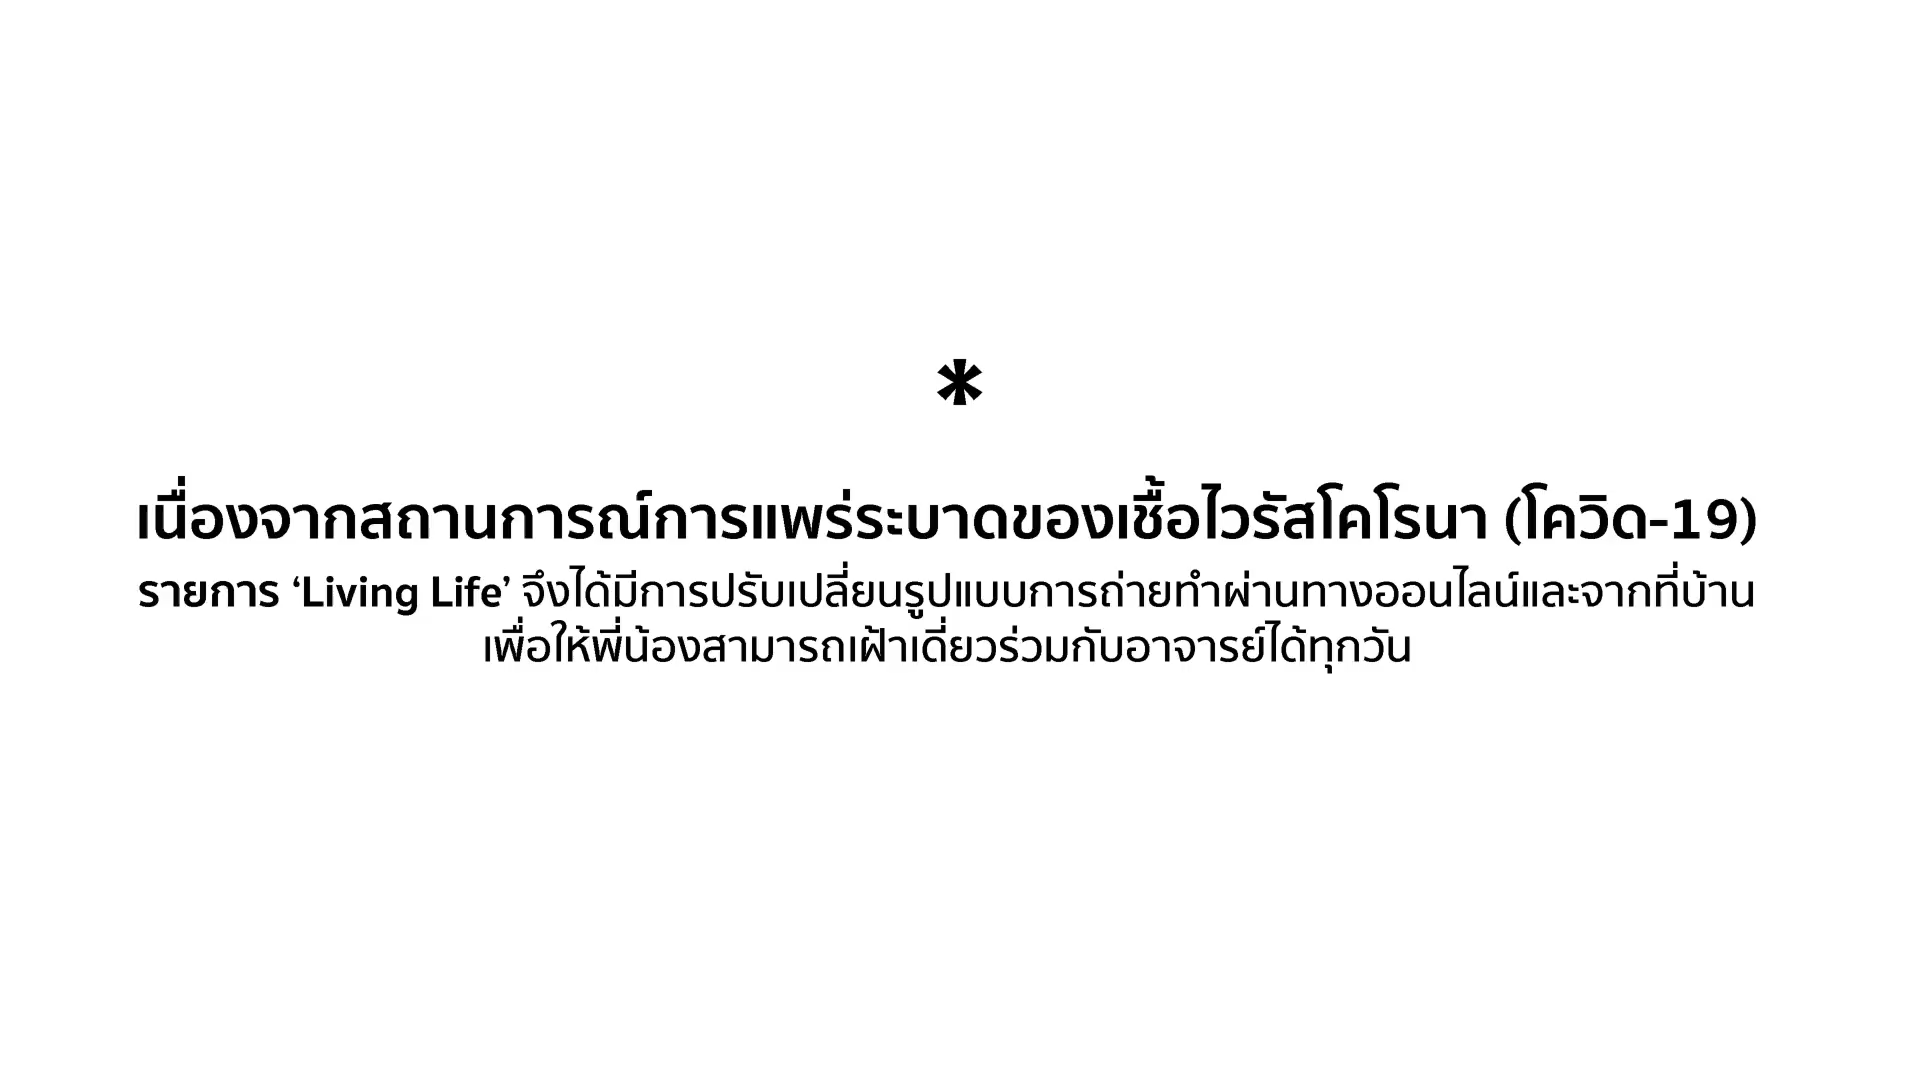 *
เนื่องจากสถานการณ์การแพร่ระบาดของเชื้อไวรัสโคโรนา (โควิด-19)
รายการ ‘Living Life’ จึงได้มีการปรับเปลี่ยนรูปแบบการถ่ายทำผ่านทางออนไลน์และจากที่บ้าน
เพื่อให้พี่น้องสามารถเฝ้าเดี่ยวร่วมกับอาจารย์ได้ทุกวัน